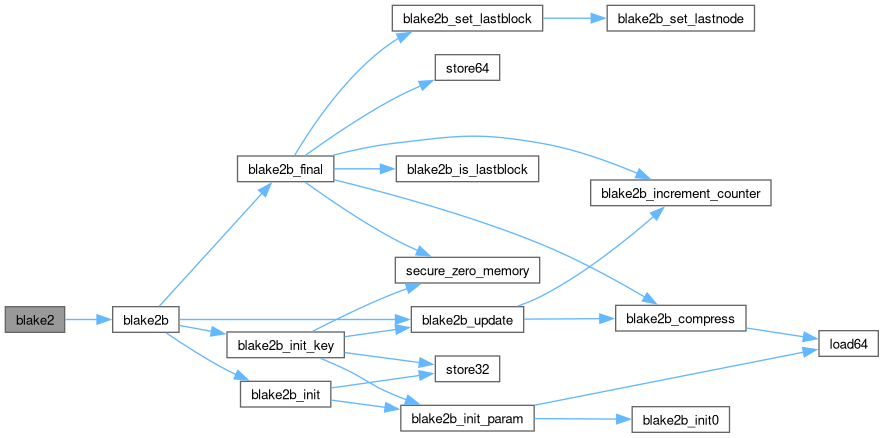 blake2b_set_lastblock
blake2b_set_lastnode
store64
blake2b_final
blake2b_is_lastblock
blake2b_increment_counter
secure_zero_memory
blake2
blake2b
blake2b_update
blake2b_compress
blake2b_init_key
load64
store32
blake2b_init
blake2b_init_param
blake2b_init0